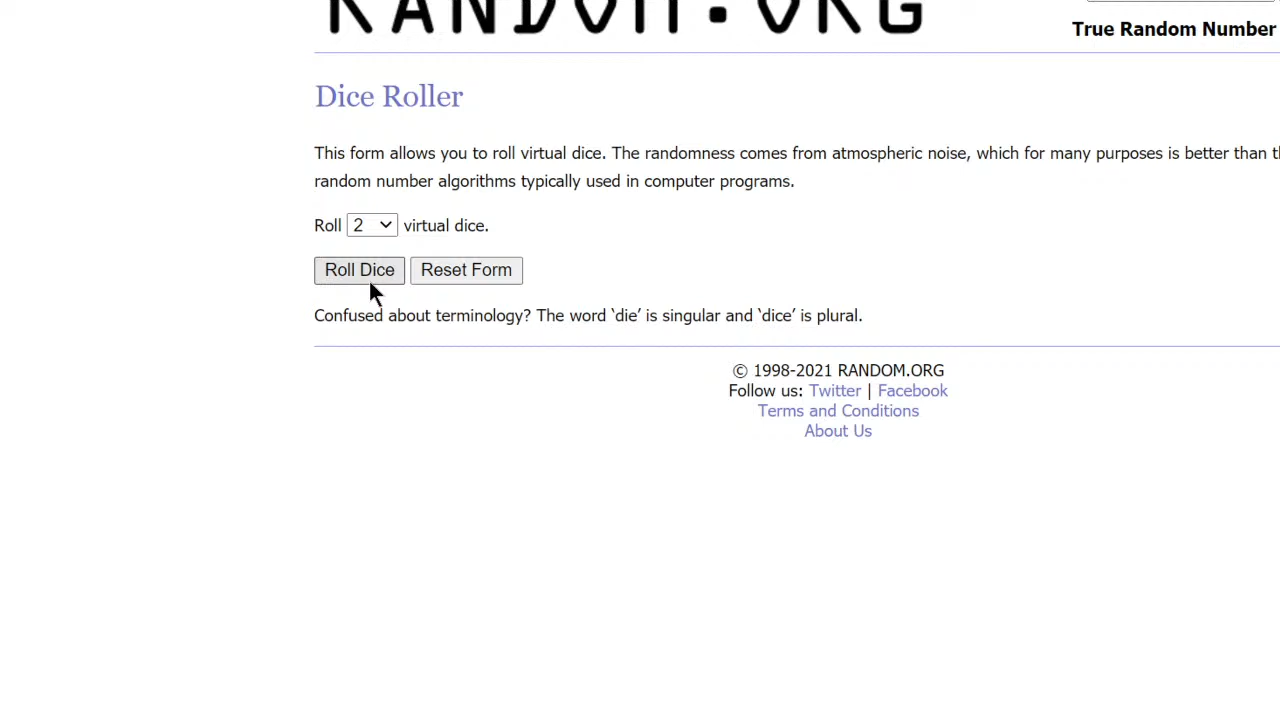 RANDOM.ORG
True Random Number
Dice Roller
This form allows you to roll virtual dice. The randomness comes from atmospheric noise, which for many purposes is better than
random number algorithms typically used in computer programs.
Roll 2 virtual dice.
Roll Dice Reset Form
Confused about terminology? The word ‘die’ is singular and ‘dice’ is plural.
© 1998-2021 RANDOM.ORG
Follow us: Twitter | Facebook
Terms and Conditions
About Us